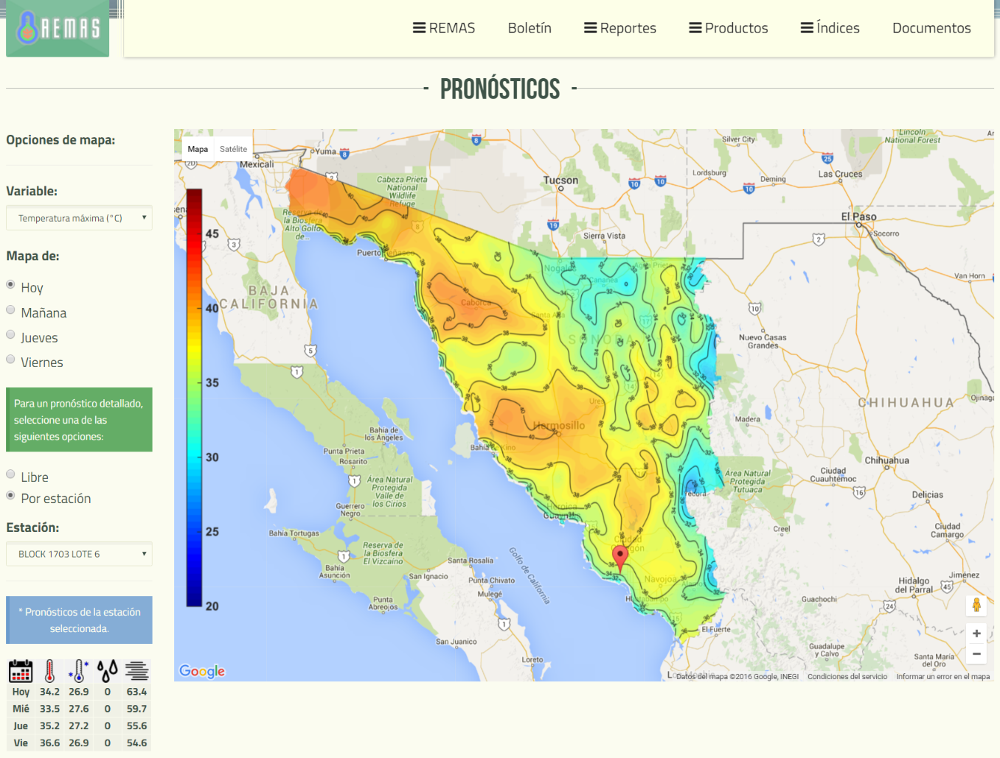 REMAS
REMAS
Boletín
Reportes
Productos
Índices
Documentos
- PRONÓSTICOS -
Opciones de mapa:
Variable:
Temperatura máxima (°C)
Mapa de:
Hoy
Mañana
Jueves
Viernes
Para un pronóstico detallado,
seleccione una de las
siguientes opciones:
Libre
Por estación
Estación:
BLOCK 1703 LOTE 6
* Pronósticos de la estación
seleccionada.
Hoy 34.2 26.9 0 63.4
Mié 33.5 27.6 0 59.7
Jue 35.2 27.2 0 55.6
Vie 36.6 26.9 0 54.6
Mapa Satélite
45
40
35
30
25
20
Yuma
Mexicali
Cabeza Prieta
National
Wildlife
Refuge
Tucson
Silver City
Lincoln
National Forest
Lordsburg
Deming
Las Cruces
El Paso
Socorro
Van Horn
Sierra Vista
Reserva de
la Biosfera
Alto Golfo
de...
Puerto Peñasco
Nogales
Agua Prieta
Cananea
BAJA
CALIFORNIA
Caborca
Santa Ana
SONORA
Nuevo Casas
Grandes
CHIHUAHUA
Ojinaga
Ures
Hermosillo
Madera
Bahía de
los Ángeles
Bahía de Kino
Punta Prieta
Rosarito
Área Natural
Protegida
Valle de
los Cirios
Chihuahua
Ciudad
Cuauhtémoc
Área Natural
Protegida
Tutuaca
Yécora
Delicias
Guerrero
Negro
Heroica
Guaymas
Creel
Ciudad
Camargo
Bahía Tortugas
Ciudad
Obregón
Reserva de
la Biosfera
El Vizcaíno
Santa Rosalia
Golfo de California
Bahía
Asunción
San Ignacio
Punta Chivato
Mulegé
Navojoa
Alamos
Huatabampo
Jiménez
Hidalgo
del Parral
Punta
Abreojos
Guachochi
El Fuerte
San Juanico
Loreto
Guadalupe
y Calvo
Santa María
del Oro
Google
Datos del mapa ©2016 Google, INEGI
Condiciones del servicio
Informar un error en el mapa